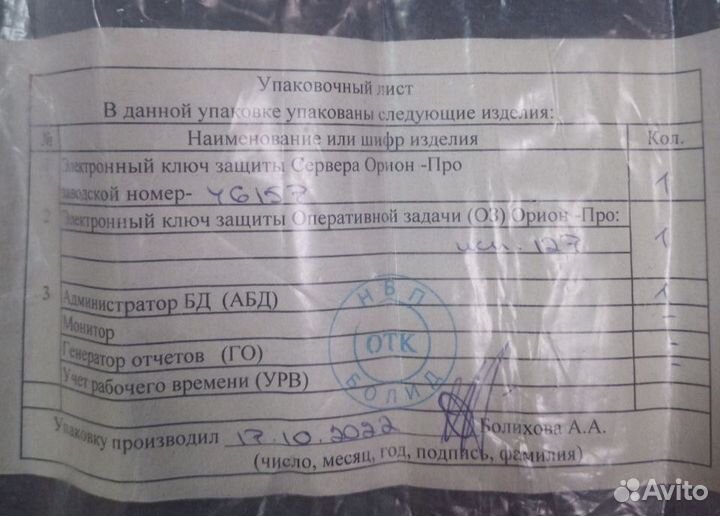 Упаковочный лист
В данной упаковке упакованы следующие изделия:
№ Наименование или шифр изделия Кол.
Электронный ключ защиты Сервера Орион -Про
заводской номер- 46157 1
2 Электронный ключ защиты Оперативной задачи (ОЗ) Орион -Про:
исп. 127 1
3 Администратор БД (АБД) 1
Монитор -
Генератор отчетов (ГО) -
Учет рабочего времени (УРВ) -
НВП
ОТК
БОЛИД
Упаковку производил 17.10.2022 Болихова А.А.
(число, месяц, год, подпись, фамилия)
Avito